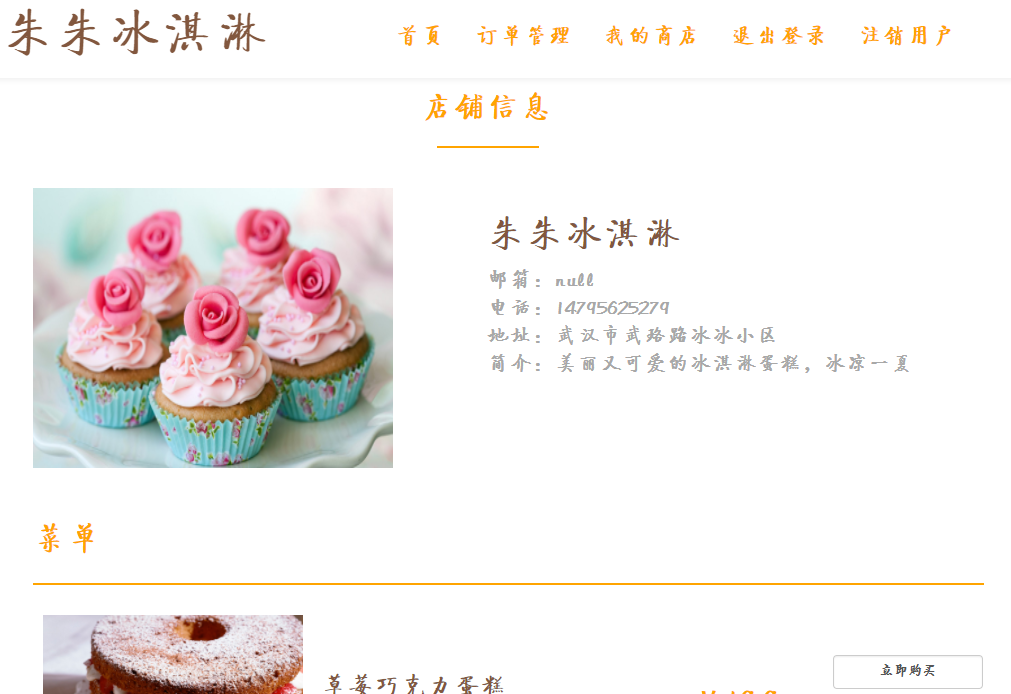 朱朱冰淇淋
首页 订单管理 我的商店 退出登录 注销用户
店铺信息
朱朱冰淇淋
邮箱：null
电话：14795625279
地址：武汉市武珞路冰冰小区
简介：美丽又可爱的冰淇淋蛋糕，冰凉一夏
菜单
草莓巧克力蛋糕
立即购买